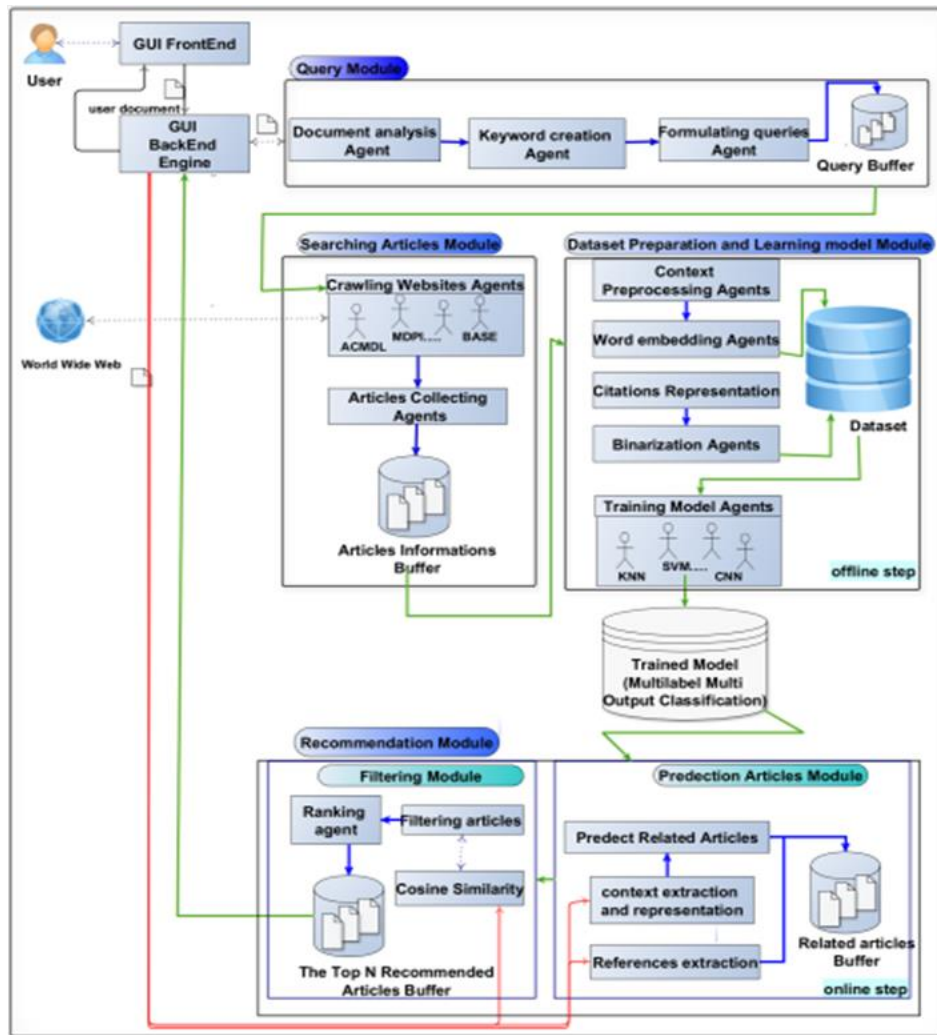 GUI FrontEnd
User
user document
GUI
BackEnd
Engine
Query Module
Document analysis
Agent
Keyword creation
Agent
Formulating queries
Agent
Query Buffer
Searching Articles Module
Crawling Websites Agents
ACMDL
MDPI....
BASE
World Wide Web
Articles Collecting
Agents
Articles Informations
Buffer
Dataset Preparation and Learning model Module
Context
Preprocessing Agents
Word embedding Agents
Citations Representation
Binarization Agents
Dataset
Training Model Agents
KNN
SVM....
CNN
offline step
Trained Model
(Multilabel Multi
Output Classification)
Recommendation Module
Filtering Module
Ranking
agent
Filtering articles
Cosine Similarity
The Top N Recommended
Articles Buffer
Predection Articles Module
Predect Related Articles
context extraction
and representation
References extraction
Related articles
Buffer
online step